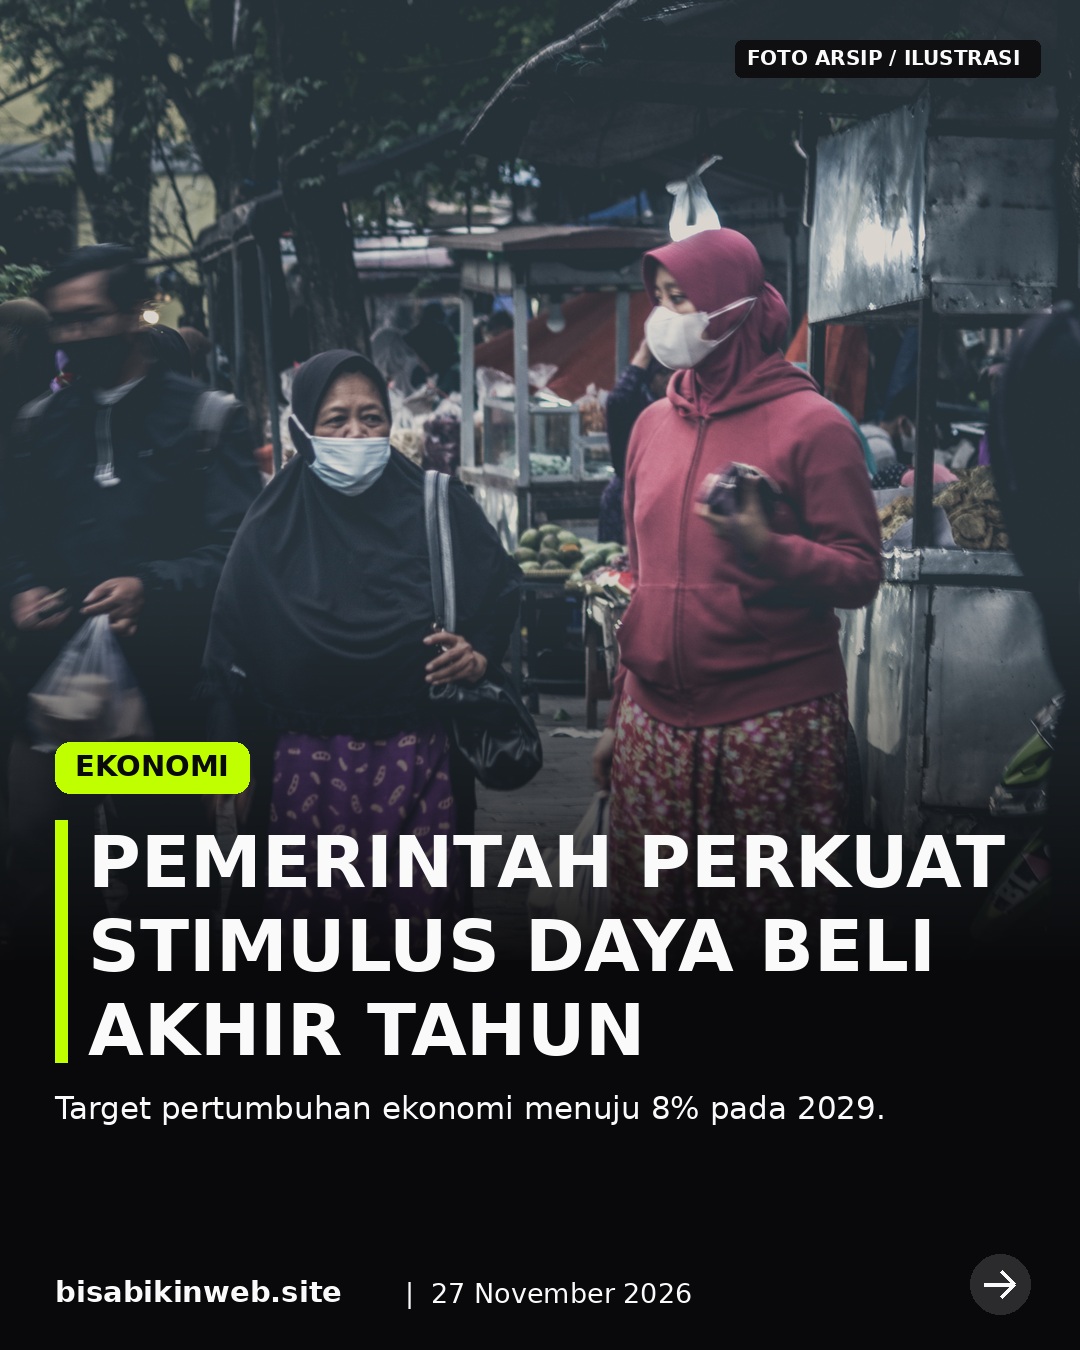 FOTO ARSIP / ILUSTRASI
EKONOMI
PEMERINTAH PERKUAT
STIMULUS DAYA BELI
AKHIR TAHUN
Target pertumbuhan ekonomi menuju 8% pada 2029.
bisabikinweb.site | 27 November 2026